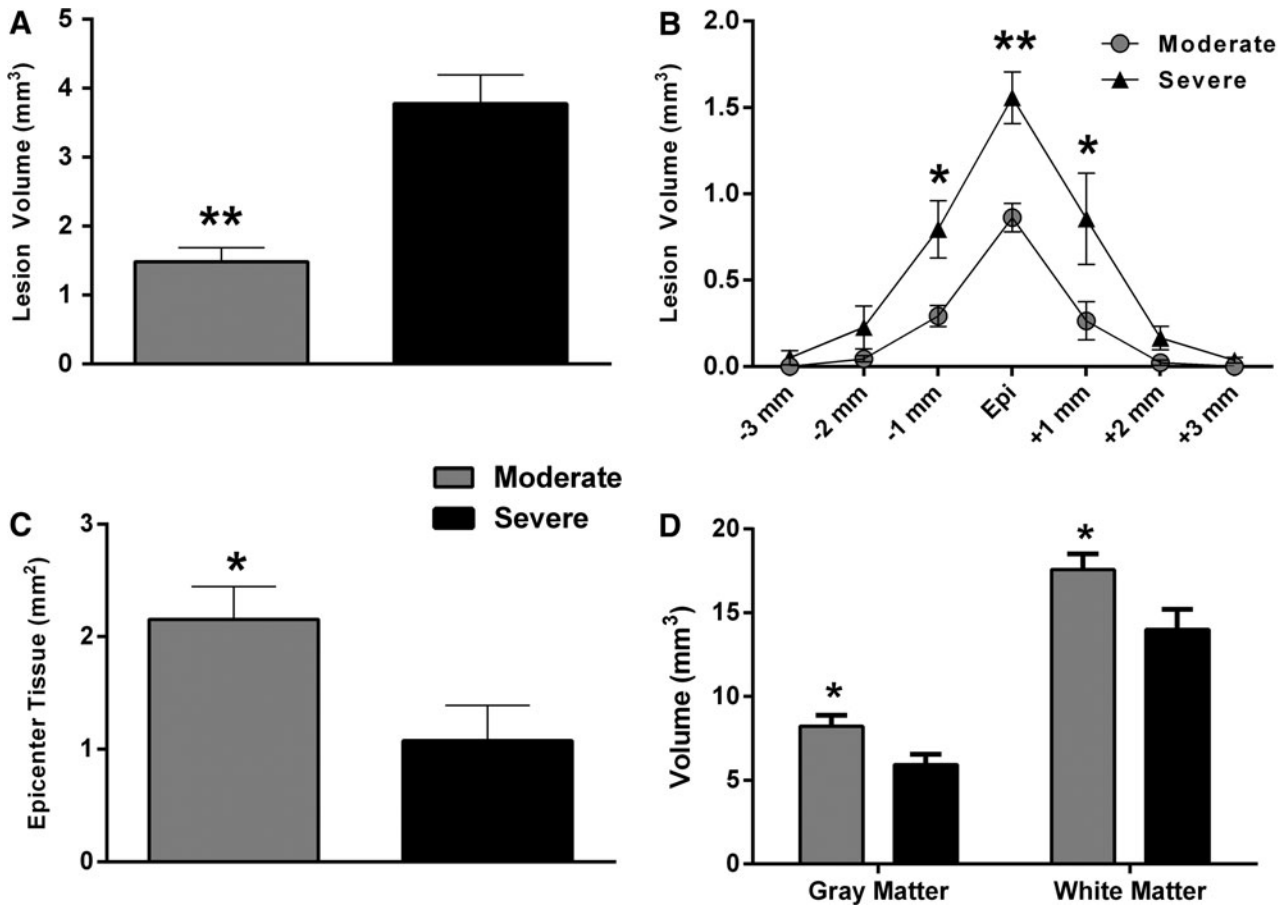 A
Lesion Volume (mm³)
5
4
3
2
1
0
**
B
Lesion Volume (mm³)
2.0
1.5
1.0
0.5
0.0
*
**
*
Moderate
Severe
-3 mm
-2 mm
-1 mm
Epi
+1 mm
+2 mm
+3 mm
C
Epicenter Tissue (mm²)
3
2
1
0
*
Moderate
Severe
D
Volume (mm³)
20
15
10
5
0
*
*
Gray Matter
White Matter